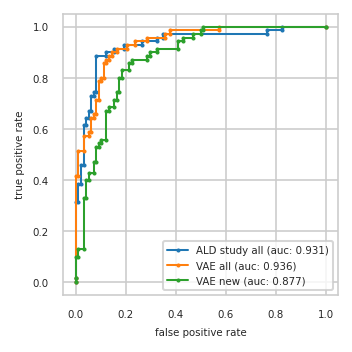 1.0
0.8
0.6
0.4
0.2
0.0
true positive rate
ALD study all (auc: 0.931)
VAE all (auc: 0.936)
VAE new (auc: 0.877)
0.0 0.2 0.4 0.6 0.8 1.0
false positive rate